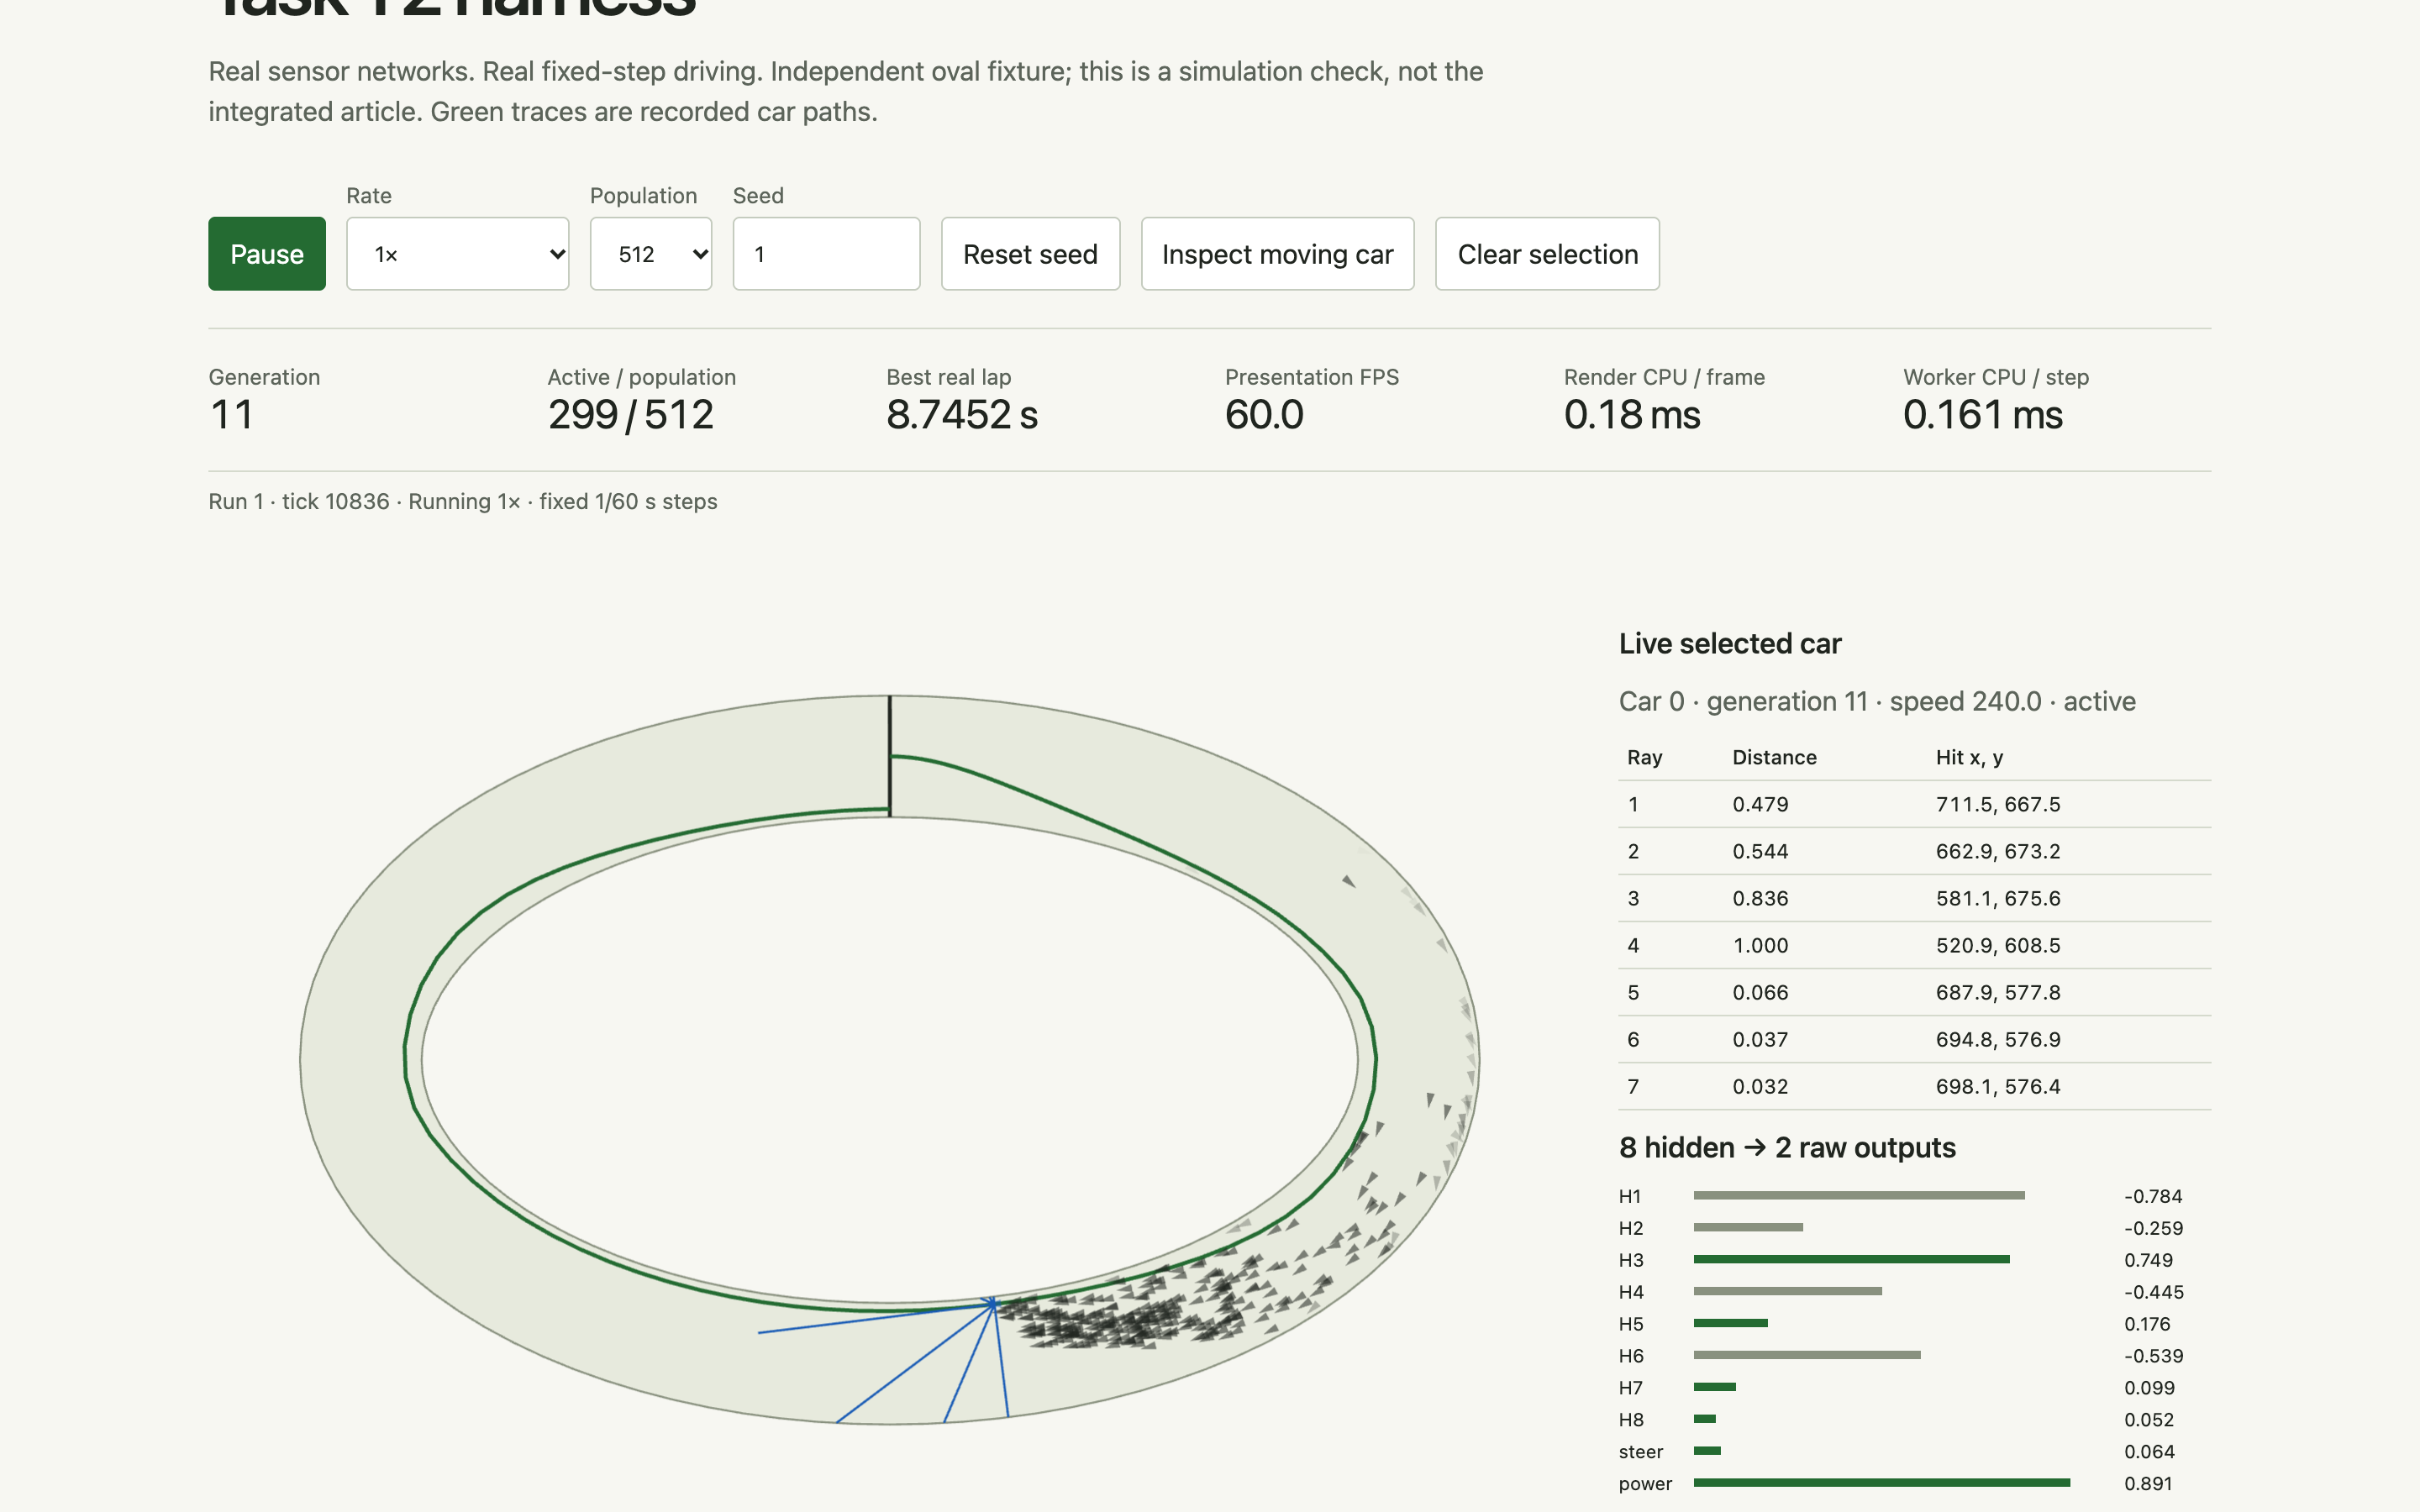 Task T2 harness
Real sensor networks. Real fixed-step driving. Independent oval fixture; this is a simulation check, not the
integrated article. Green traces are recorded car paths.
Rate Population Seed
Pause 1× 512 1 Reset seed Inspect moving car Clear selection
Generation Active / population Best real lap Presentation FPS Render CPU / frame Worker CPU / step
11 299 / 512 8.7452 s 60.0 0.18 ms 0.161 ms
Run 1 · tick 10836 · Running 1× · fixed 1/60 s steps
Live selected car
Car 0 · generation 11 · speed 240.0 · active
Ray Distance Hit x, y
1 0.479 711.5, 667.5
2 0.544 662.9, 673.2
3 0.836 581.1, 675.6
4 1.000 520.9, 608.5
5 0.066 687.9, 577.8
6 0.037 694.8, 576.9
7 0.032 698.1, 576.4
8 hidden → 2 raw outputs
H1 -0.784
H2 -0.259
H3 0.749
H4 -0.445
H5 0.176
H6 -0.539
H7 0.099
H8 0.052
steer 0.064
power 0.891